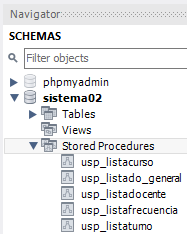 Navigator
SCHEMAS
Filter objects
phpmyadmin
sistema02
Tables
Views
Stored Procedures
usp_listacurso
usp_listado_general
usp_listadocente
usp_listafrecuencia
usp_listaturno